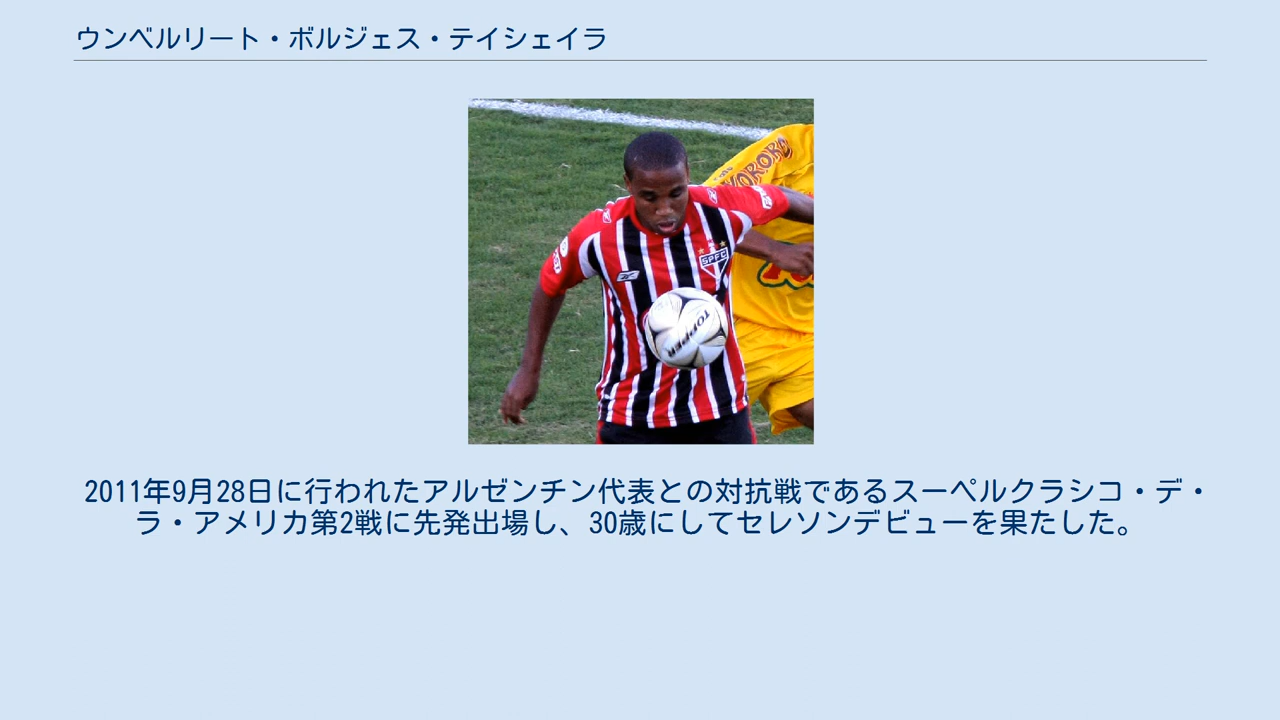 ウンベルリート・ボルジェス・テイシェイラ
SPFC
TOPPER
2011年9月28日に行われたアルゼンチン代表との対抗戦であるスーペルクラシコ・デ・
ラ・アメリカ第2戦に先発出場し、30歳にしてセレソンデビューを果たした。